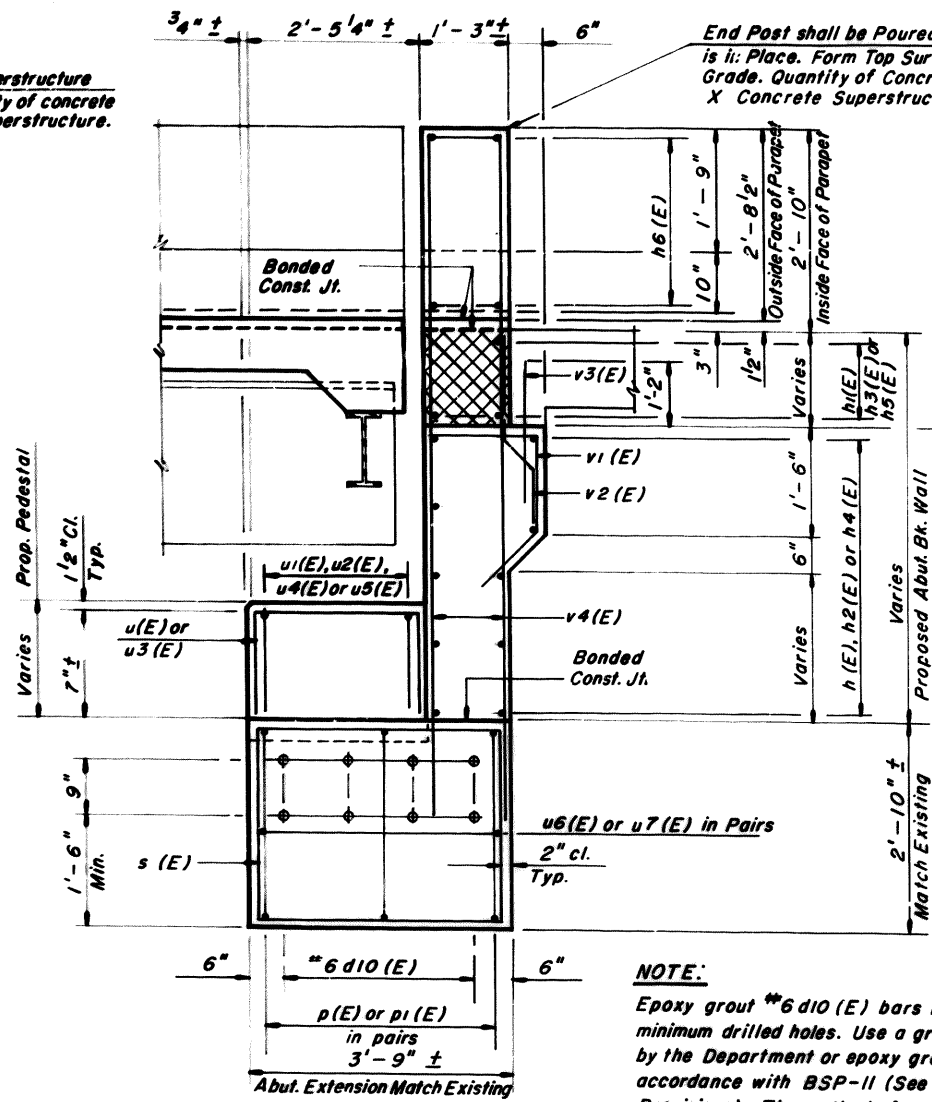 3/4" ±
2'-5 1/4" ±
1'-3" ±
6"
End Post shall be Poured
is in Place. Form Top Sur
Grade. Quantity of Concr
X Concrete Superstruc
erstructure
ty of concrete
perstructure.
h6(E)
1'-9"
10"
Outside Face of Parapet
2'-8 1/2"
2'-10"
Inside Face of Parapet
Bonded
Const. Jt.
3"
1 1/2"
Varies
h1(E)
h3(E) or
h5(E)
v3(E)
1'-2"
v1 (E)
v2(E)
1'-6"
6"
Varies
h(E), h2(E) or h4(E)
Varies
Proposed Abut. Bk. Wall
Prop. Pedestal
1 1/2" Cl.
Typ.
u1(E), u2(E),
u4(E) or u5(E)
v4(E)
u(E) or
u3(E)
Varies
7" ±
Bonded
Const. Jt.
9"
1'-6"
Min.
u6(E) or u7(E) in Pairs
s (E)
2" cl.
Typ.
2'-10" ±
Match Existing
6"
#6 d10 (E)
6"
p(E) or p1(E)
in pairs
3'-9" ±
Abut. Extension Match Existing
NOTE:
Epoxy grout #6 d10 (E) bars
minimum drilled holes. Use a gr
by the Department or epoxy gr
accordance with BSP-11 (See